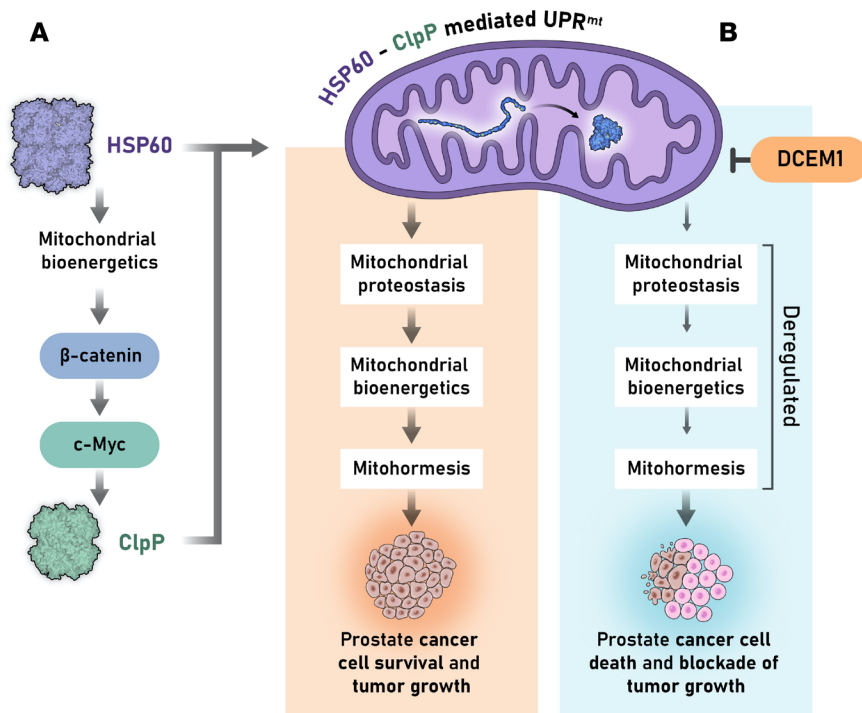 A
HSP60 - ClpP mediated UPRmt
B
HSP60
DCEM1
Mitochondrial
bioenergetics
β-catenin
c-Myc
ClpP
Mitochondrial
proteostasis
Mitochondrial
bioenergetics
Mitohormesis
Prostate cancer
cell survival and
tumor growth
Mitochondrial
proteostasis
Mitochondrial
bioenergetics
Mitohormesis
Deregulated
Prostate cancer cell
death and blockade of
tumor growth